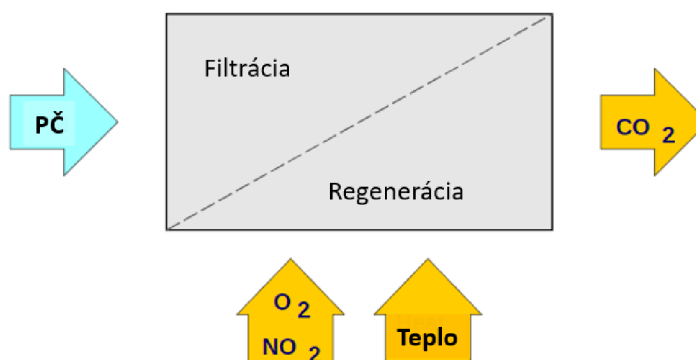 Filtrácia
PČ
CO 2
Regenerácia
O 2
NO 2
Teplo